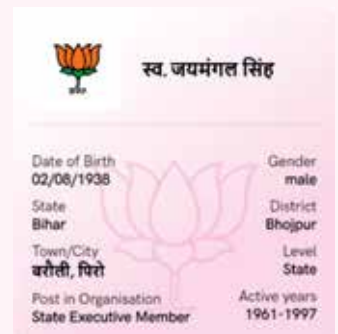 स्व. जयमंगल सिंह
Date of Birth Gender
02/08/1938 male
State District
Bihar Bhojpur
Town/City Level
बरौली, पिरो State
Post in Organisation Active years
State Executive Member 1961-1997